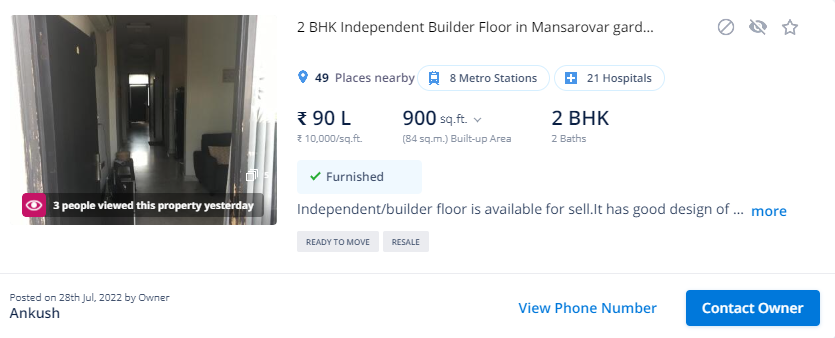 2 BHK Independent Builder Floor in Mansarovar gard...
49 Places nearby
8 Metro Stations
21 Hospitals
₹ 90 L
₹ 10,000/sq.ft.
900 sq.ft.
(84 sq.m.) Built-up Area
2 BHK
2 Baths
5
3 people viewed this property yesterday
Furnished
Independent/builder floor is available for sell.It has good design of ... more
READY TO MOVE
RESALE
Posted on 28th Jul, 2022 by Owner
Ankush
View Phone Number
Contact Owner